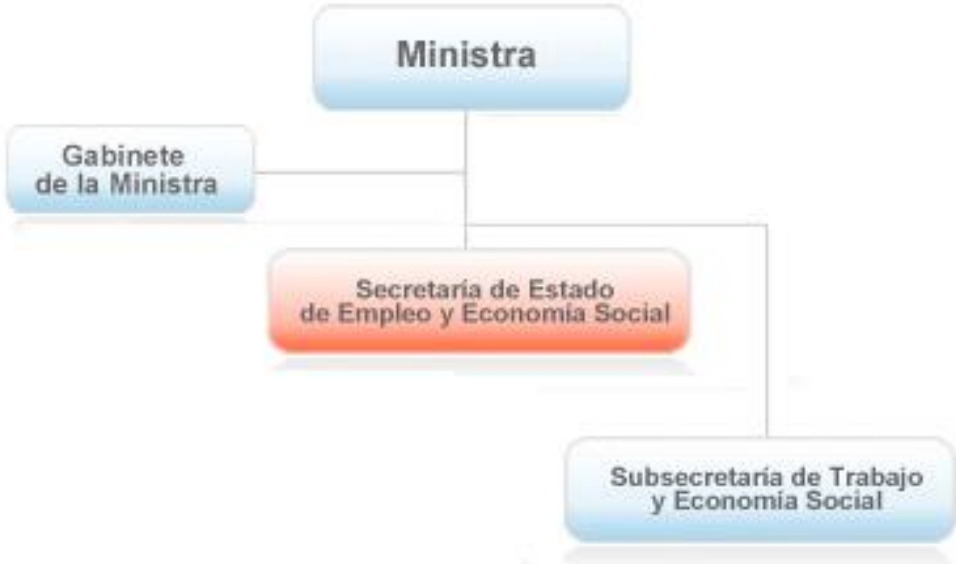 Ministra
Gabinete
de la Ministra
Secretaría de Estado
de Empleo y Economía Social
Subsecretaría de Trabajo
y Economía Social